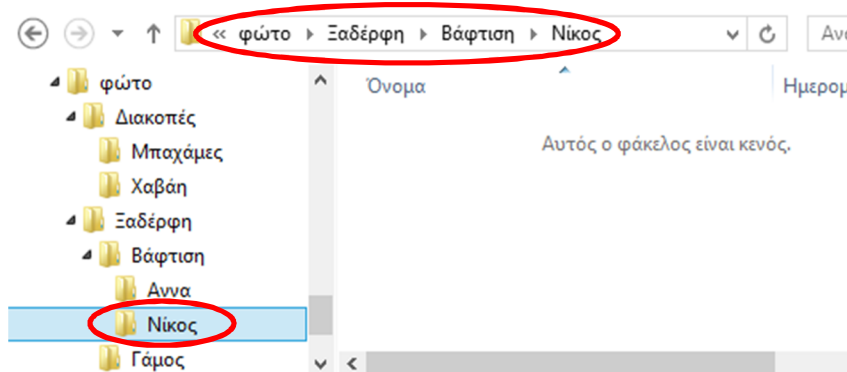 « φώτο ▸ Ξαδέρφη ▸ Βάφτιση ▸ Νίκος
φώτο
Διακοπές
Μπαχάμες
Χαβάη
Ξαδέρφη
Βάφτιση
Αννα
Νίκος
Γάμος
Όνομα
Αυτός ο φάκελος είναι κενός.